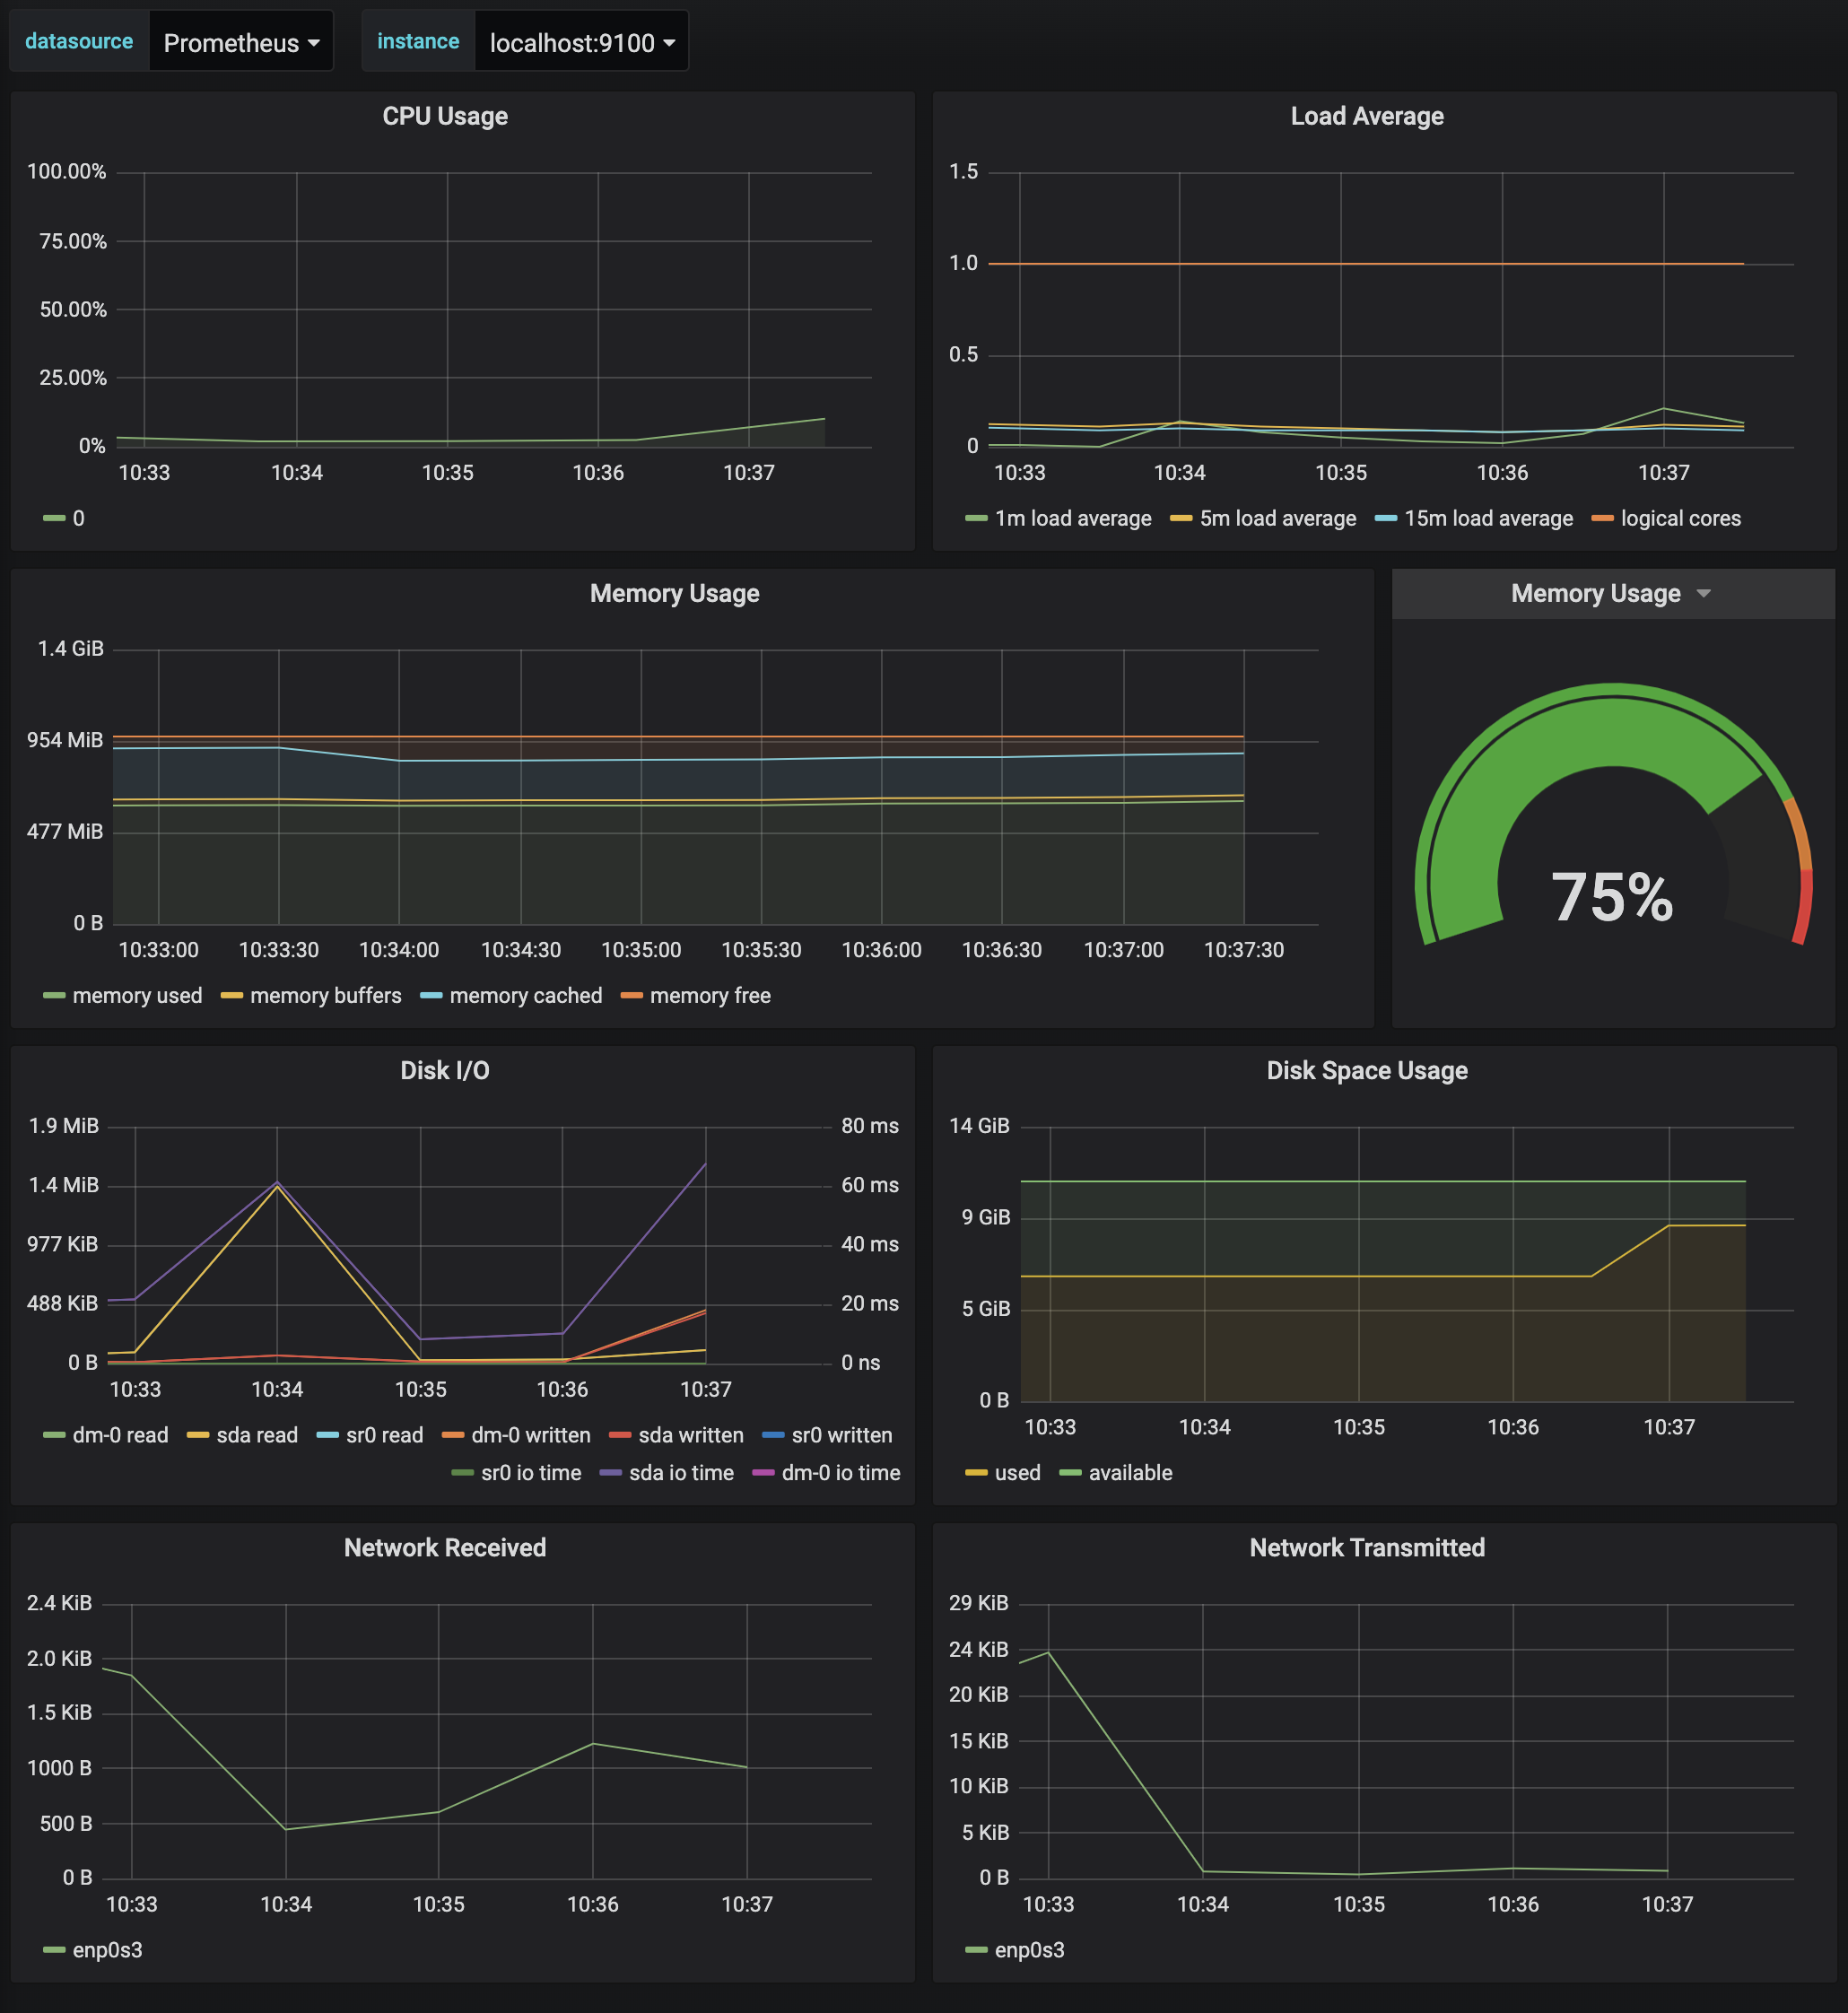 datasource Prometheus instance localhost:9100
CPU Usage
100.00%
75.00%
50.00%
25.00%
0%
10:33 10:34 10:35 10:36 10:37
0
Load Average
1.5
1.0
0.5
0
10:33 10:34 10:35 10:36 10:37
1m load average 5m load average 15m load average logical cores
Memory Usage
1.4 GiB
954 MiB
477 MiB
0 B
10:33:00 10:33:30 10:34:00 10:34:30 10:35:00 10:35:30 10:36:00 10:36:30 10:37:00 10:37:30
memory used memory buffers memory cached memory free
Memory Usage
75%
Disk I/O
1.9 MiB 80 ms
1.4 MiB 60 ms
977 KiB 40 ms
488 KiB 20 ms
0 B 0 ns
10:33 10:34 10:35 10:36 10:37
dm-0 read sda read sr0 read dm-0 written sda written sr0 written
sr0 io time sda io time dm-0 io time
Disk Space Usage
14 GiB
9 GiB
5 GiB
0 B
10:33 10:34 10:35 10:36 10:37
used available
Network Received
2.4 KiB
2.0 KiB
1.5 KiB
1000 B
500 B
0 B
10:33 10:34 10:35 10:36 10:37
enp0s3
Network Transmitted
29 KiB
24 KiB
20 KiB
15 KiB
10 KiB
5 KiB
0 B
10:33 10:34 10:35 10:36 10:37
enp0s3